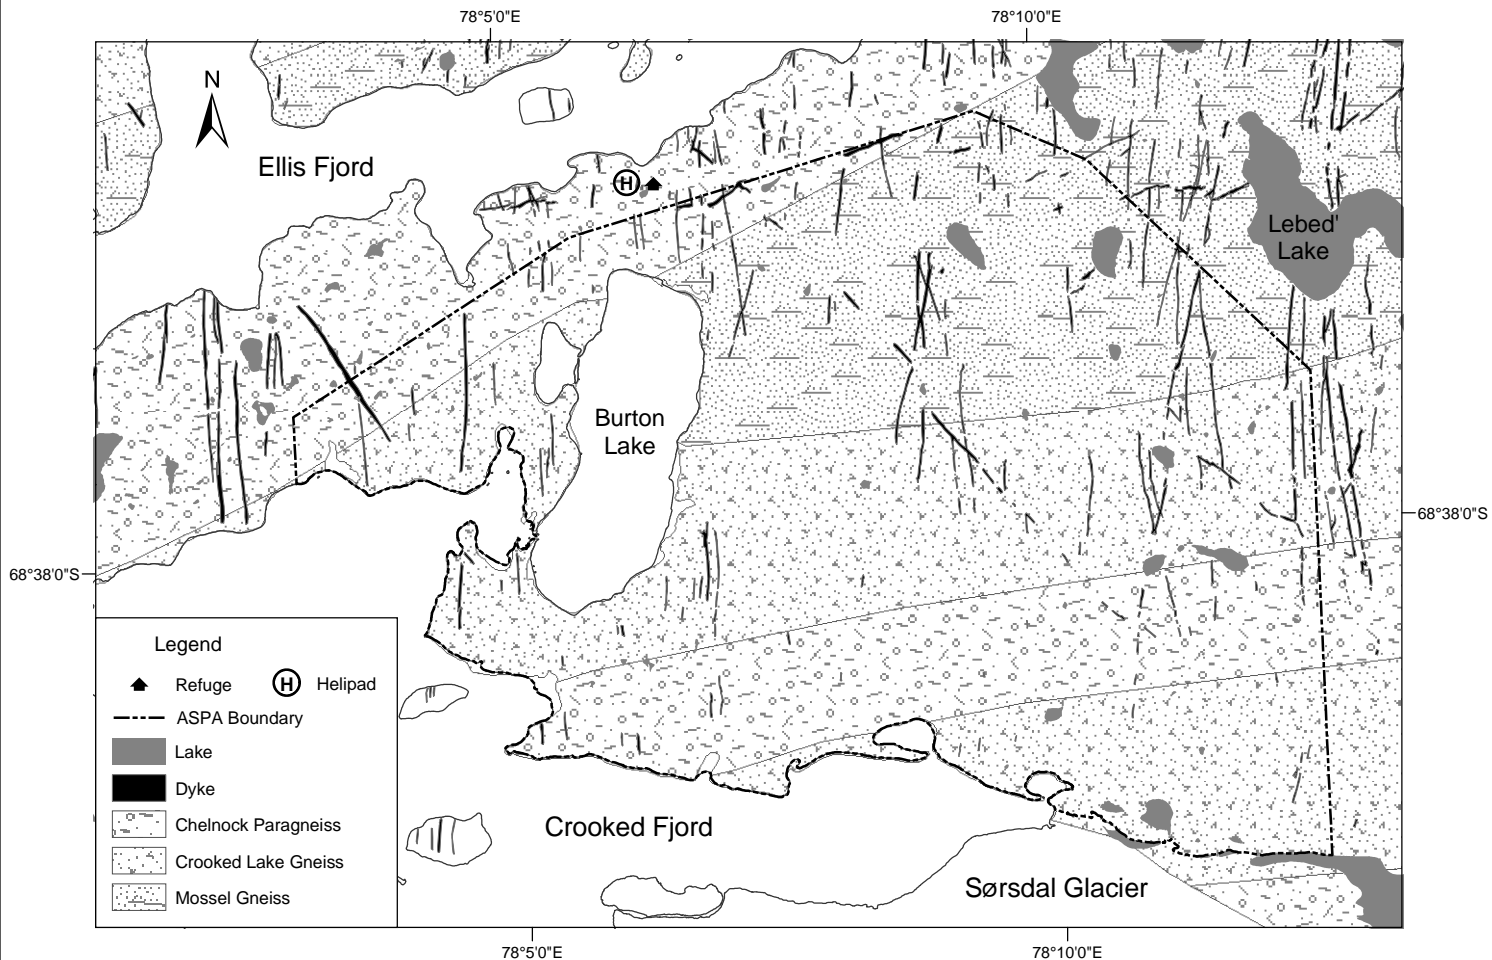 78°5'0"E
78°10'0"E
N
Ellis Fjord
H
Lebed'
Lake
Burton
Lake
68°38'0"S
68°38'0"S
Legend
Refuge
H Helipad
ASPA Boundary
Lake
Dyke
Chelnock Paragneiss
Crooked Lake Gneiss
Mossel Gneiss
Crooked Fjord
Sørsdal Glacier
78°5'0"E
78°10'0"E